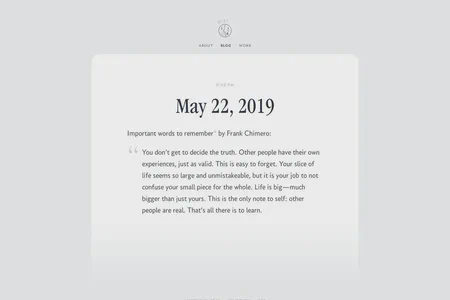 ABOUT BLOG WORK
May 22, 2019
Important words to remember* by Frank Chimero:
“ You don't get to decide the truth. Other people have their own
experiences, just as valid. This is easy to forget. Your slice of
life seems so large and unmistakeable, but it is your job to not
confuse your small piece for the whole. Life is big—much
bigger than just yours. This is the only note to self: other
people are real. That's all there is to learn.